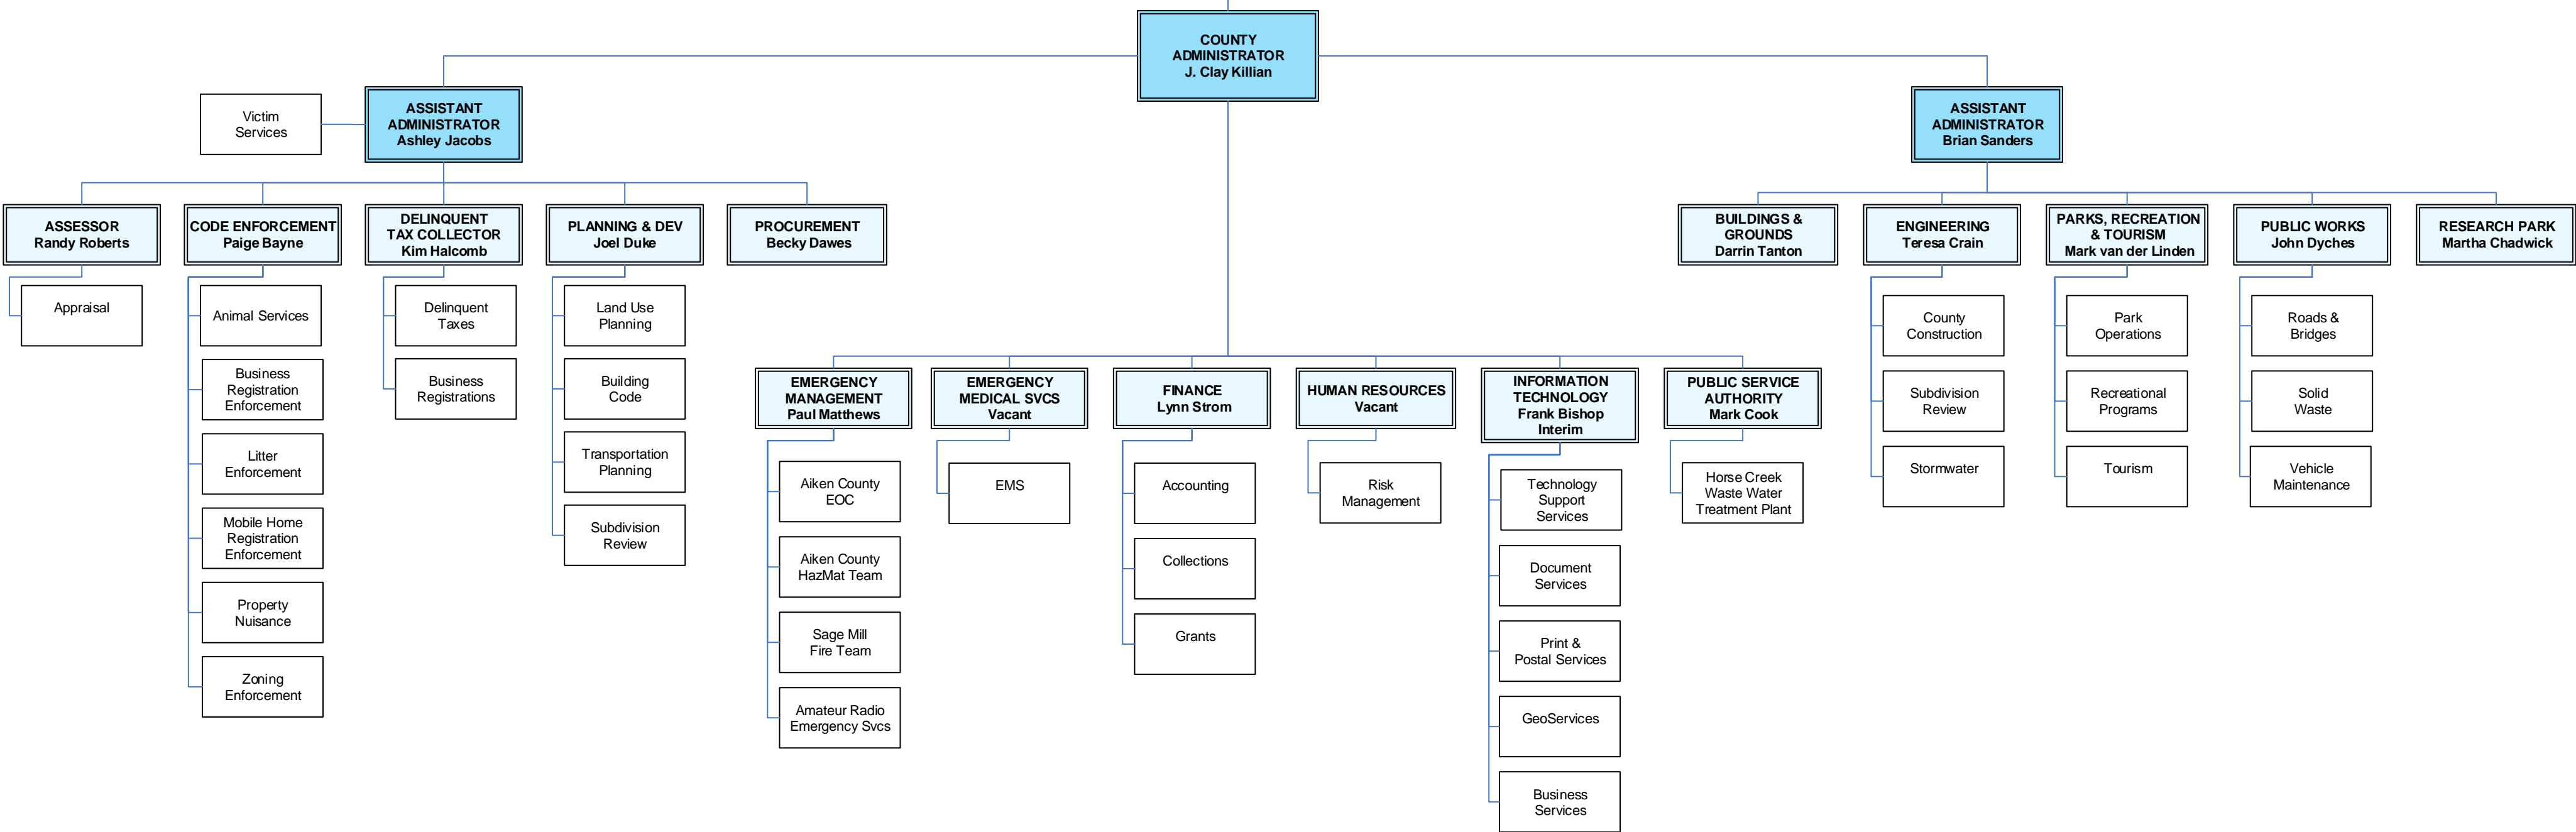 COUNTY
ADMINISTRATOR
J. Clay Killian
Victim
Services
ASSISTANT
ADMINISTRATOR
Ashley Jacobs
ASSISTANT
ADMINISTRATOR
Brian Sanders
ASSESSOR
Randy Roberts
CODE ENFORCEMENT
Paige Bayne
DELINQUENT
TAX COLLECTOR
Kim Halcomb
PLANNING & DEV
Joel Duke
PROCUREMENT
Becky Dawes
BUILDINGS &
GROUNDS
Darrin Tanton
ENGINEERING
Teresa Crain
PARKS, RECREATION
& TOURISM
Mark van der Linden
PUBLIC WORKS
John Dyches
RESEARCH PARK
Martha Chadwick
Appraisal
Animal Services
Business
Registration
Enforcement
Litter
Enforcement
Mobile Home
Registration
Enforcement
Property
Nuisance
Zoning
Enforcement
Delinquent
Taxes
Business
Registrations
Land Use
Planning
Building
Code
Transportation
Planning
Subdivision
Review
EMERGENCY
MANAGEMENT
Paul Matthews
EMERGENCY
MEDICAL SVCS
Vacant
FINANCE
Lynn Strom
HUMAN RESOURCES
Vacant
INFORMATION
TECHNOLOGY
Frank Bishop
Interim
PUBLIC SERVICE
AUTHORITY
Mark Cook
Aiken County
EOC
Aiken County
HazMat Team
Sage Mill
Fire Team
Amateur Radio
Emergency Svcs
EMS
Accounting
Collections
Grants
Risk
Management
Technology
Support
Services
Document
Services
Print &
Postal Services
GeoServices
Business
Services
Horse Creek
Waste Water
Treatment Plant
County
Construction
Subdivision
Review
Stormwater
Park
Operations
Recreational
Programs
Tourism
Roads &
Bridges
Solid
Waste
Vehicle
Maintenance